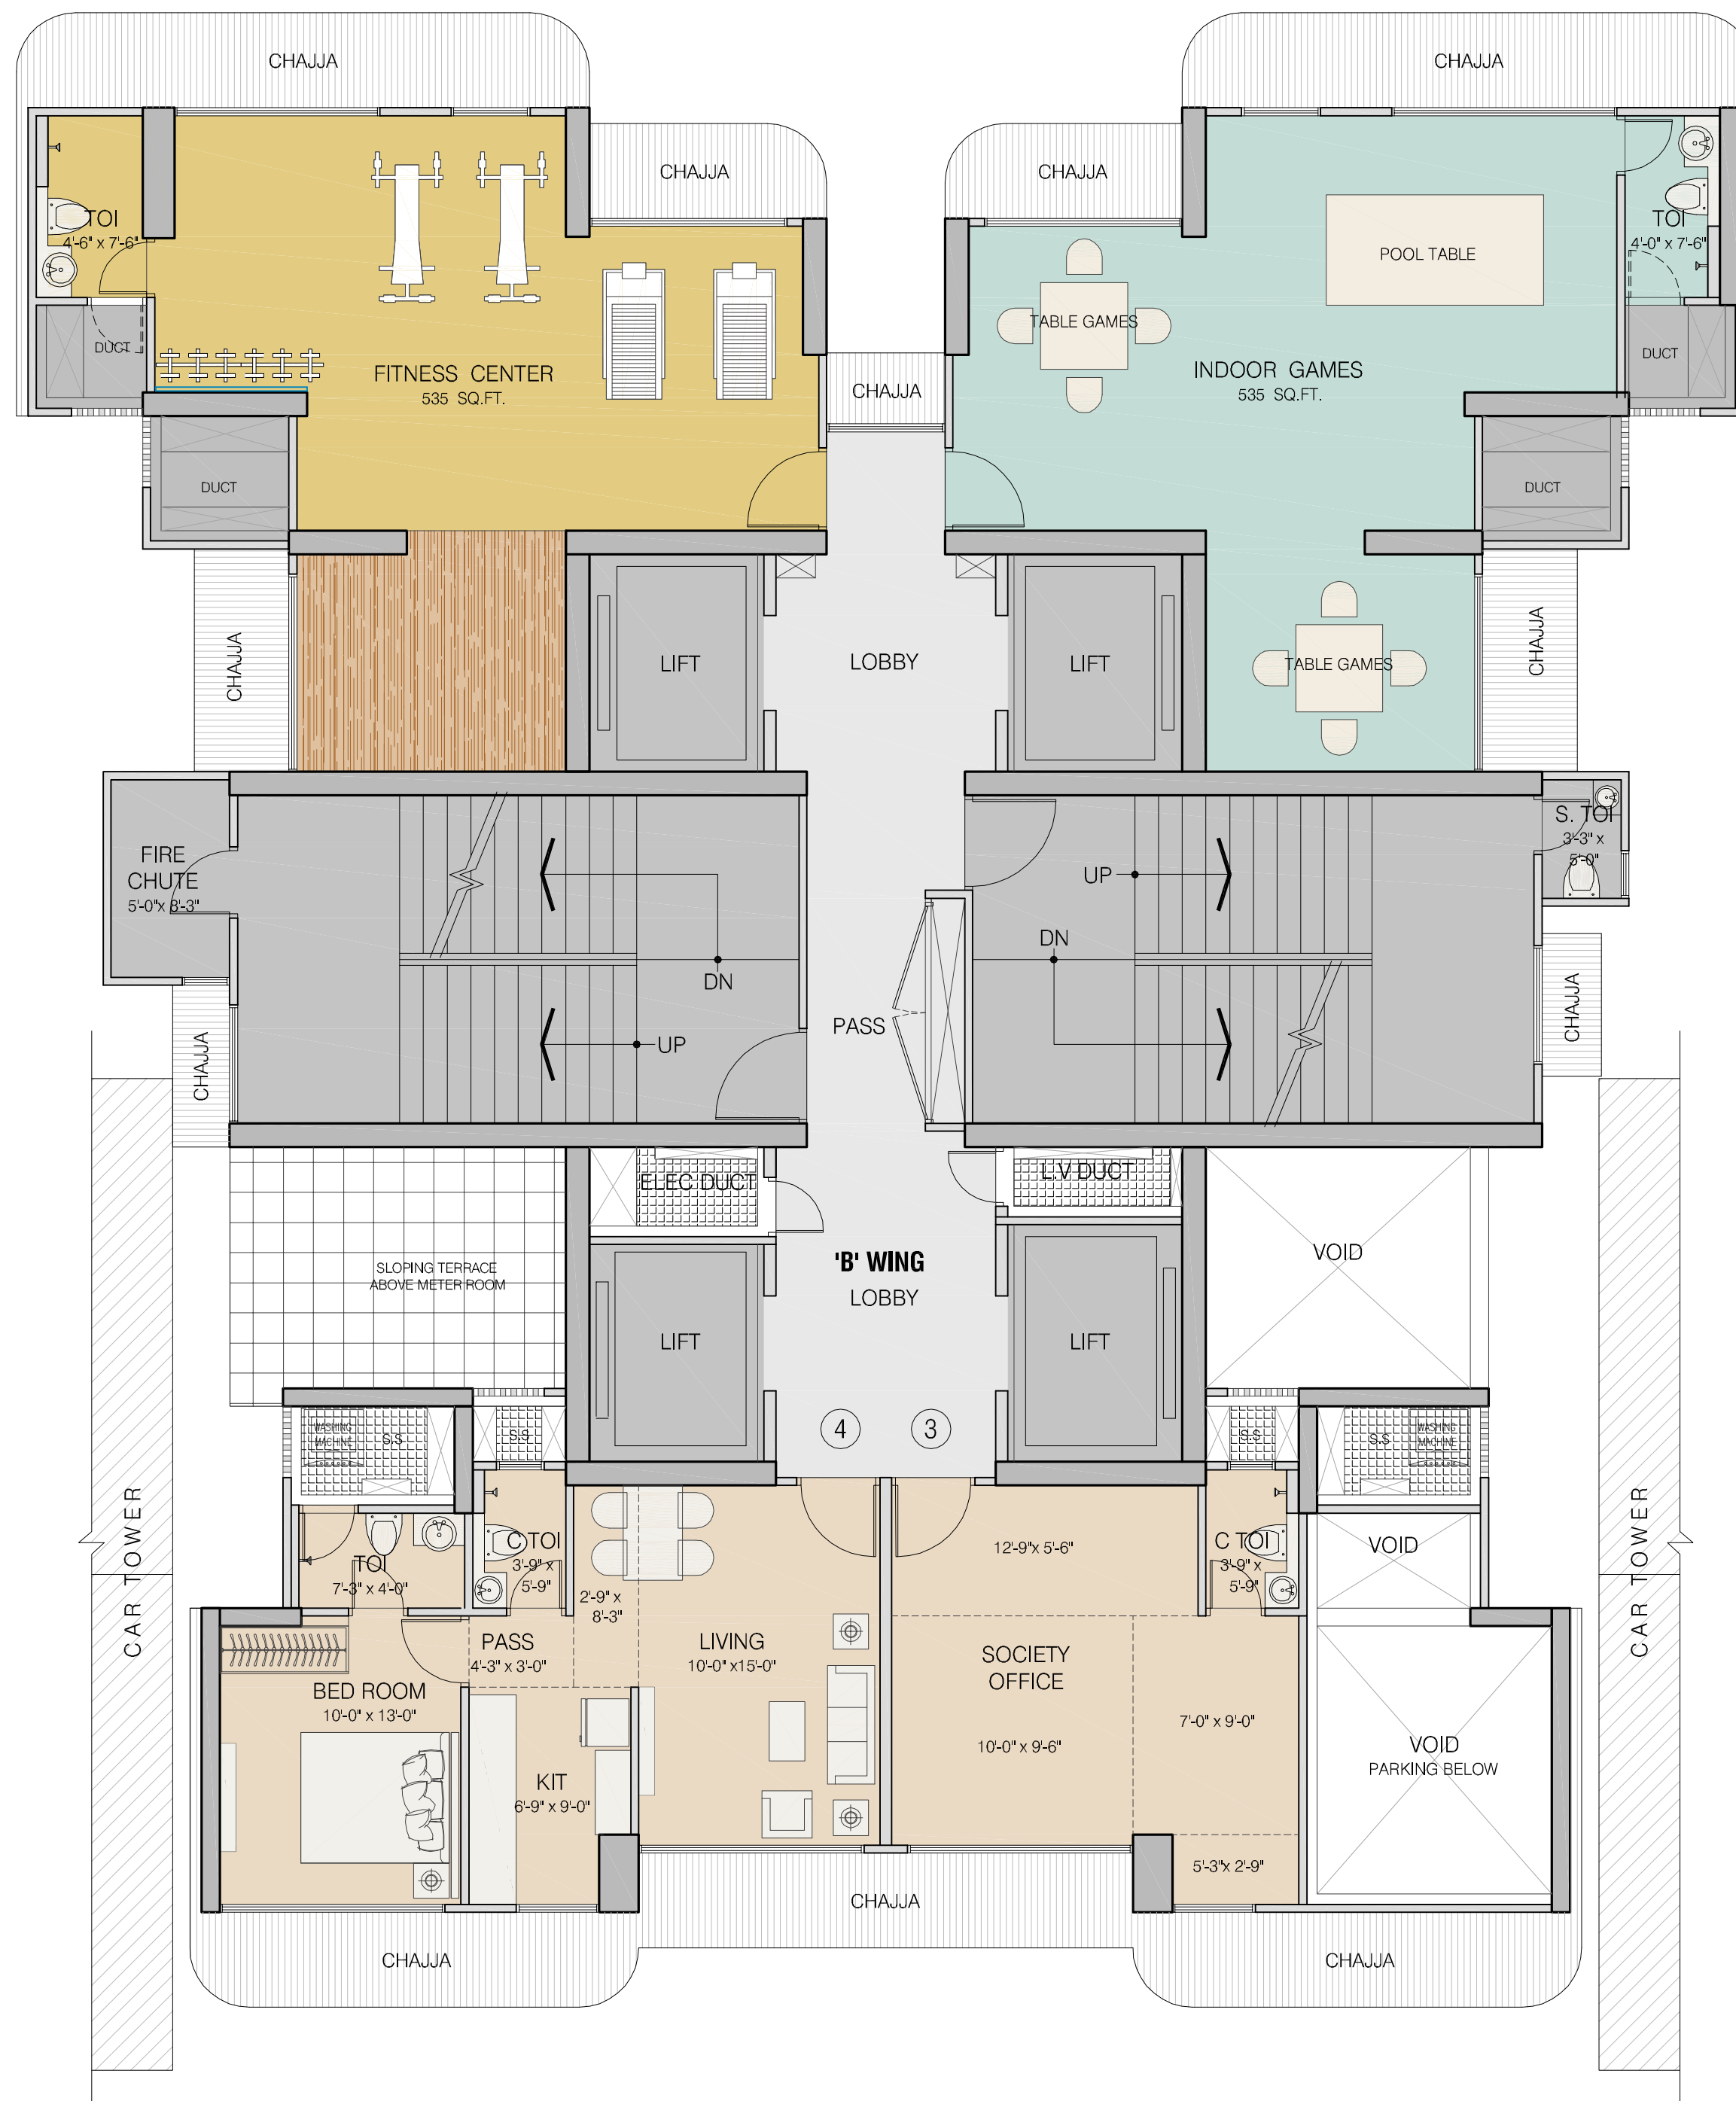 CHAJJA
CHAJJA
CHAJJA
CHAJJA
TOI
4'-6" x 7'-6"
TOI
4'-0" x 7'-6"
POOL TABLE
TABLE GAMES
DUCT
DUCT
FITNESS CENTER
535 SQ.FT.
CHAJJA
INDOOR GAMES
535 SQ.FT.
DUCT
DUCT
CHAJJA
LIFT
LOBBY
LIFT
TABLE GAMES
CHAJJA
FIRE
CHUTE
5'-0"x 8'-3"
S. TOI
3'-3" x
5'-0"
UP
DN
DN
UP
PASS
CHAJJA
CHAJJA
ELEC DUCT
L.V DUCT
SLOPING TERRACE
ABOVE METER ROOM
'B' WING
LOBBY
VOID
LIFT
LIFT
4
3
WASHING
MACHINE
S.S
S.S
S.S
S.S
WASHING
MACHINE
CAR TOWER
CAR TOWER
TOI
7'-3" x 4'-0"
C TOI
3'-9" x
5'-9"
2'-9" x
8'-3"
12'-9"x 5'-6"
C TOI
3'-9" x
5'-9"
VOID
PASS
4'-3" x 3'-0"
LIVING
10'-0" x15'-0"
SOCIETY
OFFICE
BED ROOM
10'-0" x 13'-0"
7'-0" x 9'-0"
10'-0" x 9'-6"
VOID
PARKING BELOW
KIT
6'-9" x 9'-0"
5'-3"x 2'-9"
CHAJJA
CHAJJA
CHAJJA